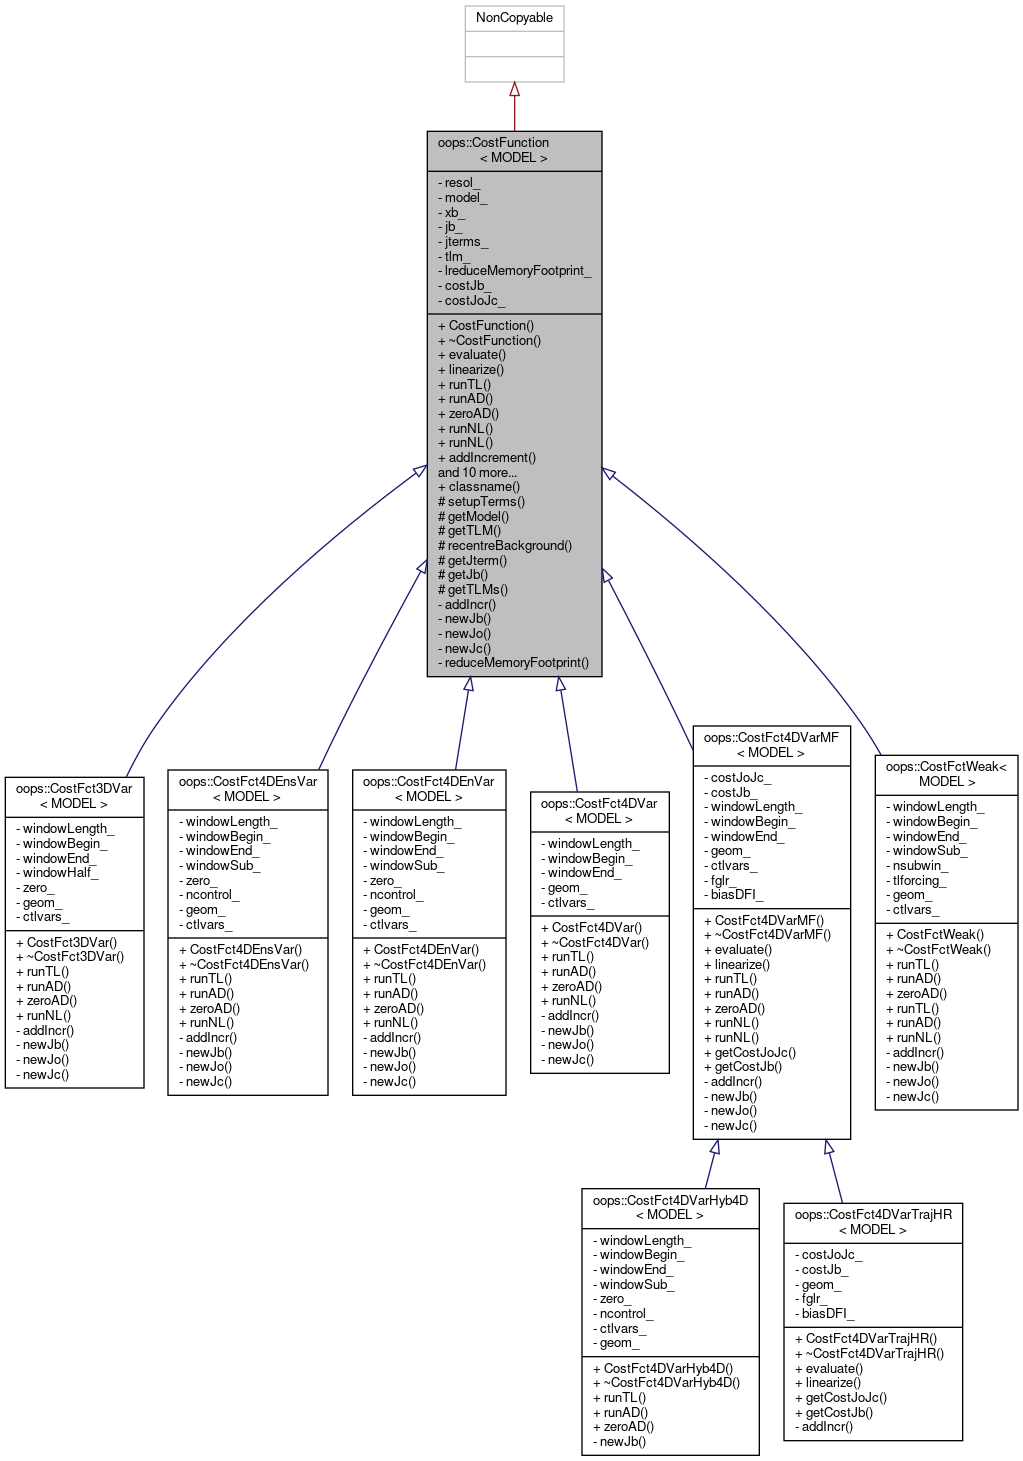 NonCopyable
oops::CostFunction
< MODEL >
- resol_
- model_
- xb_
- jb_
- jterms_
- tlm_
- lreduceMemoryFootprint_
- costJb_
- costJoJc_
+ CostFunction()
+ ~CostFunction()
+ evaluate()
+ linearize()
+ runTL()
+ runAD()
+ zeroAD()
+ runNL()
+ runNL()
+ addIncrement()
and 10 more...
+ classname()
# setupTerms()
# getModel()
# getTLM()
# recentreBackground()
# getJterm()
# getJb()
# getTLMs()
- addIncr()
- newJb()
- newJo()
- newJc()
- reduceMemoryFootprint()
oops::CostFct3DVar
< MODEL >
- windowLength_
- windowBegin_
- windowEnd_
- windowHalf_
- zero_
- geom_
- ctlvars_
+ CostFct3DVar()
+ ~CostFct3DVar()
+ runTL()
+ runAD()
+ zeroAD()
+ runNL()
- addIncr()
- newJb()
- newJo()
- newJc()
oops::CostFct4DEnsVar
< MODEL >
- windowLength_
- windowBegin_
- windowEnd_
- windowSub_
- zero_
- ncontrol_
- geom_
- ctlvars_
+ CostFct4DEnsVar()
+ ~CostFct4DEnsVar()
+ runTL()
+ runAD()
+ zeroAD()
+ runNL()
- addIncr()
- newJb()
- newJo()
- newJc()
oops::CostFct4DEnVar
< MODEL >
- windowLength_
- windowBegin_
- windowEnd_
- windowSub_
- zero_
- ncontrol_
- geom_
- ctlvars_
+ CostFct4DEnVar()
+ ~CostFct4DEnVar()
+ runTL()
+ runAD()
+ zeroAD()
+ runNL()
- addIncr()
- newJb()
- newJo()
- newJc()
oops::CostFct4DVar
< MODEL >
- windowLength_
- windowBegin_
- windowEnd_
- geom_
- ctlvars_
+ CostFct4DVar()
+ ~CostFct4DVar()
+ runTL()
+ runAD()
+ zeroAD()
+ runNL()
- addIncr()
- newJb()
- newJo()
- newJc()
oops::CostFct4DVarMF
< MODEL >
- costJoJc_
- costJb_
- windowLength_
- windowBegin_
- windowEnd_
- geom_
- ctlvars_
- fglr_
- biasDFI_
+ CostFct4DVarMF()
+ ~CostFct4DVarMF()
+ evaluate()
+ linearize()
+ runTL()
+ runAD()
+ zeroAD()
+ runNL()
+ runNL()
+ getCostJoJc()
+ getCostJb()
- addIncr()
- newJb()
- newJo()
- newJc()
oops::CostFctWeak<
MODEL >
- windowLength_
- windowBegin_
- windowEnd_
- windowSub_
- nsubwin_
- tlforcing_
- geom_
- ctlvars_
+ CostFctWeak()
+ ~CostFctWeak()
+ runTL()
+ runAD()
+ zeroAD()
+ runTL()
+ runAD()
+ runNL()
- addIncr()
- newJb()
- newJo()
- newJc()
oops::CostFct4DVarHyb4D
< MODEL >
- windowLength_
- windowBegin_
- windowEnd_
- windowSub_
- zero_
- ncontrol_
- ctlvars_
- geom_
+ CostFct4DVarHyb4D()
+ ~CostFct4DVarHyb4D()
+ runTL()
+ runAD()
+ zeroAD()
- newJb()
oops::CostFct4DVarTrajHR
< MODEL >
- costJoJc_
- costJb_
- geom_
- fglr_
- biasDFI_
+ CostFct4DVarTrajHR()
+ ~CostFct4DVarTrajHR()
+ evaluate()
+ linearize()
+ getCostJoJc()
+ getCostJb()
- addIncr()